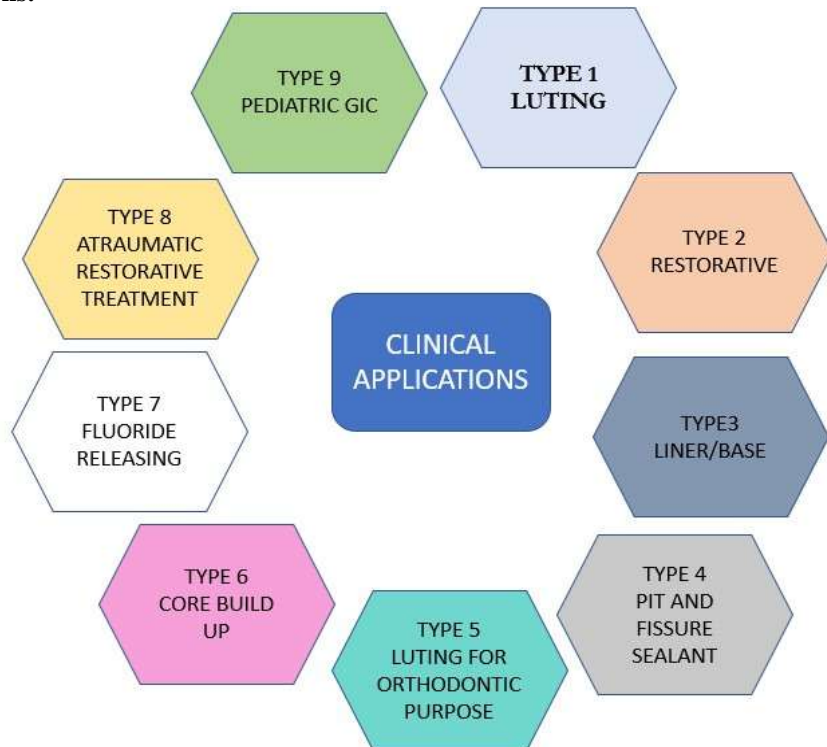 TYPE 1
LUTING
TYPE 2
RESTORATIVE
TYPE3
LINER/BASE
TYPE 4
PIT AND
FISSURE
SEALANT
TYPE 5
LUTING FOR
ORTHODONTIC
PURPOSE
TYPE 6
CORE BUILD
UP
TYPE 7
FLUORIDE
RELEASING
TYPE 8
ATRAUMATIC
RESTORATIVE
TREATMENT
TYPE 9
PEDIATRIC GIC
CLINICAL
APPLICATIONS